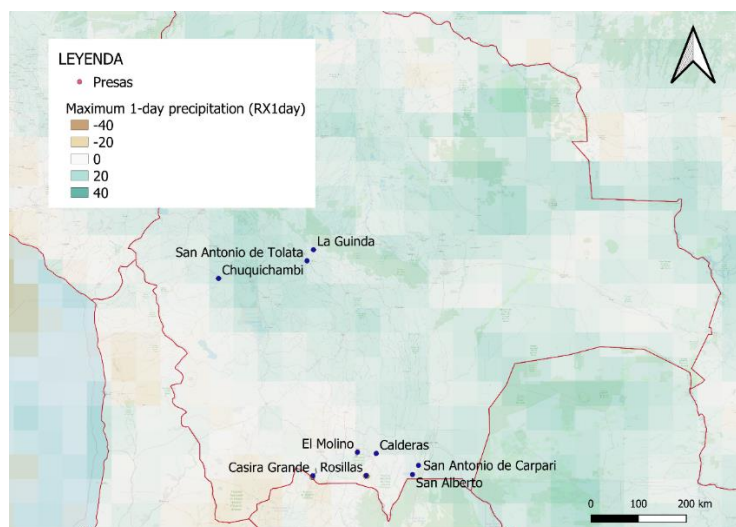 LEYENDA
Presas
Maximum 1-day precipitation (RX1day)
-40
-20
0
20
40
La Guinda
San Antonio de Tolata
Chuquichambi
El Molino
Calderas
Casira Grande
Rosillas
San Antonio de Carpari
San Alberto
0 100 200 km